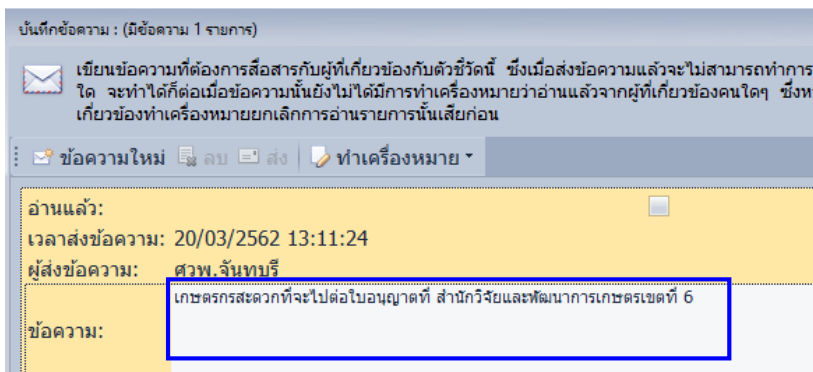 บันทึกข้อความ : (มีข้อความ 1 รายการ)
เขียนข้อความที่ต้องการสื่อสารกับผู้ที่เกี่ยวข้องกับตัวชี้วัดนี้ ซึ่งเมื่อส่งข้อความแล้วจะไม่สามารถทำการ
ใด จะทำได้ก็ต่อเมื่อข้อความนั้นยังไม่ได้มีการทำเครื่องหมายว่าอ่านแล้วจากผู้ที่เกี่ยวข้องคนใดๆ ซึ่งห
เกี่ยวข้องทำเครื่องหมายยกเลิกการอ่านรายการนั้นเสียก่อน
ข้อความใหม่ ลบ ส่ง ทำเครื่องหมาย
อ่านแล้ว:
เวลาส่งข้อความ: 20/03/2562 13:11:24
ผู้ส่งข้อความ: ศวพ.จันทบุรี
เกษตรกรสะดวกที่จะไปต่อใบอนุญาตที่ สำนักวิจัยและพัฒนาการเกษตรเขตที่ 6
ข้อความ: